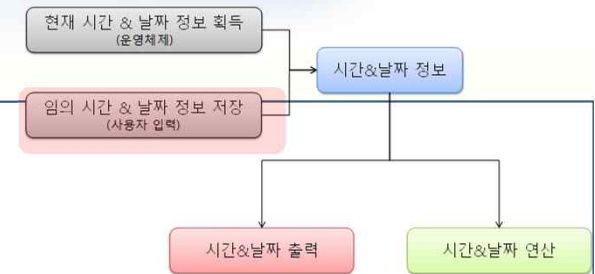 현재 시간 & 날짜 정보 획득
(운영체제)
시간&날짜 정보
임의 시간 & 날짜 정보 저장
(사용자 입력)
시간&날짜 출력
시간&날짜 연산